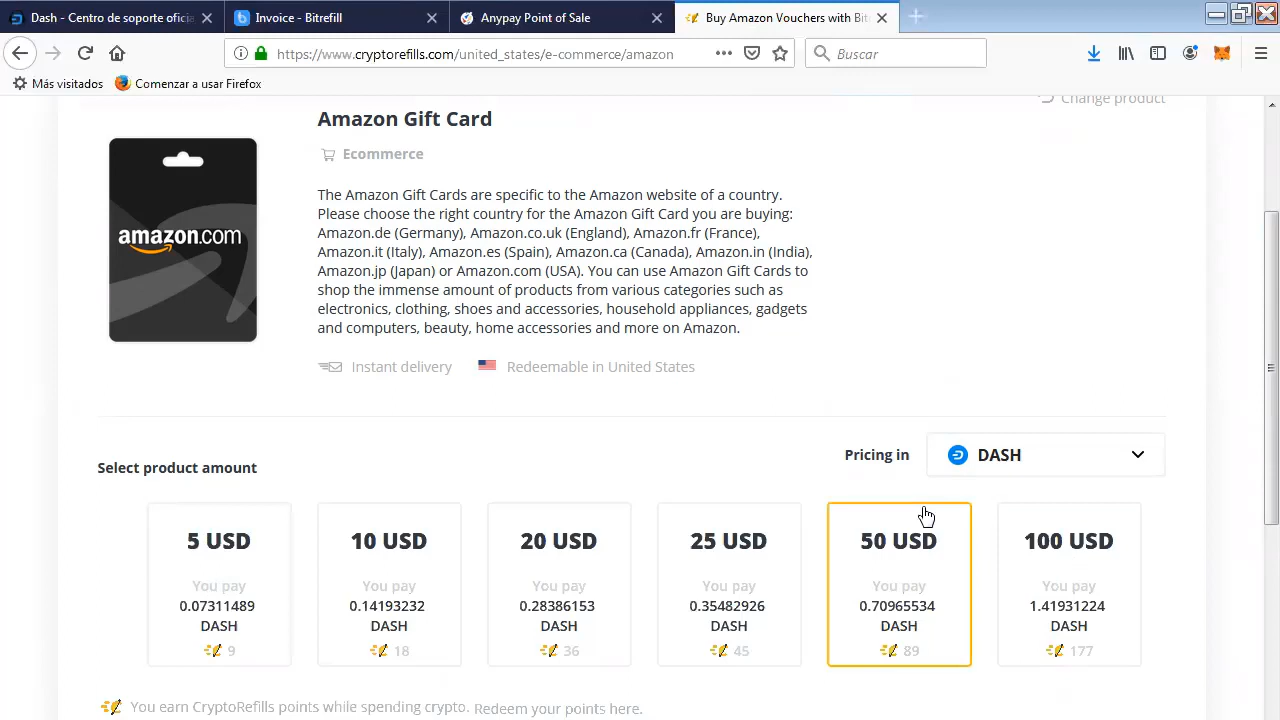 Dash - Centro de soporte oficia
Invoice - Bitrefill
Anypay Point of Sale
Buy Amazon Vouchers with Bit
https://www.cryptorefills.com/united_states/e-commerce/amazon
Buscar
Más visitados
Comenzar a usar Firefox
Change product
Amazon Gift Card
Ecommerce
amazon.com
The Amazon Gift Cards are specific to the Amazon website of a country.
Please choose the right country for the Amazon Gift Card you are buying:
Amazon.de (Germany), Amazon.co.uk (England), Amazon.fr (France),
Amazon.it (Italy), Amazon.es (Spain), Amazon.ca (Canada), Amazon.in (India),
Amazon.jp (Japan) or Amazon.com (USA). You can use Amazon Gift Cards to
shop the immense amount of products from various categories such as
electronics, clothing, shoes and accessories, household appliances, gadgets
and computers, beauty, home accessories and more on Amazon.
Instant delivery
Redeemable in United States
Pricing in
DASH
Select product amount
5 USD
You pay
0.07311489
DASH
9
10 USD
You pay
0.14193232
DASH
18
20 USD
You pay
0.28386153
DASH
36
25 USD
You pay
0.35482926
DASH
45
50 USD
You pay
0.70965534
DASH
89
100 USD
You pay
1.41931224
DASH
177
You earn CryptoRefills points while spending crypto. Redeem your points here.